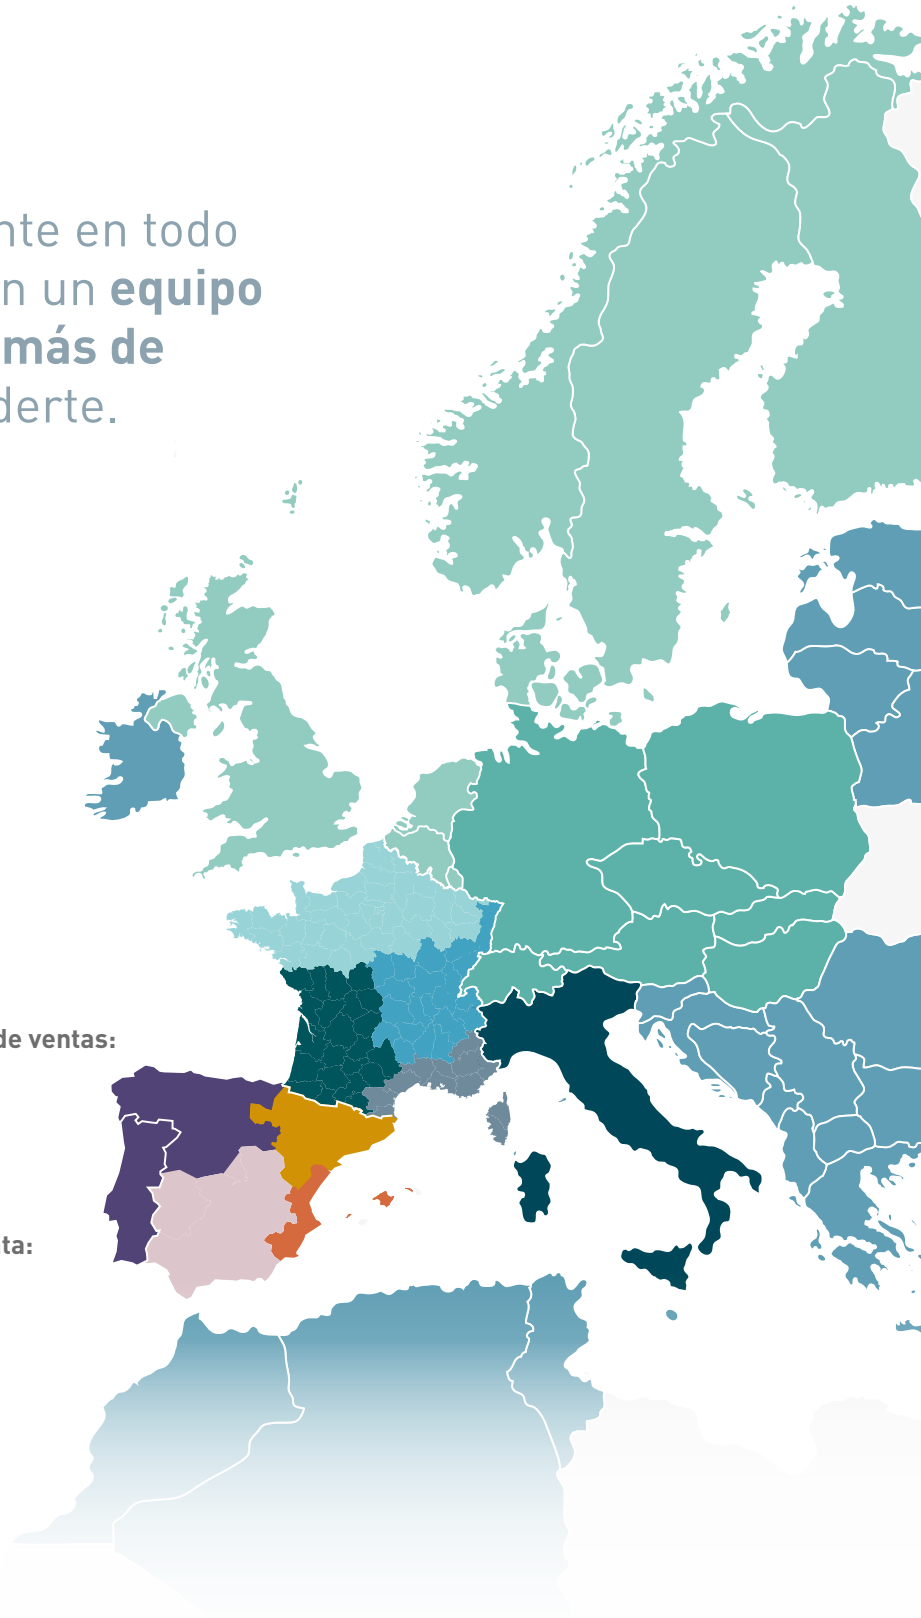 nte en todo
n un equipo
más de
derte.
de ventas:
ta: